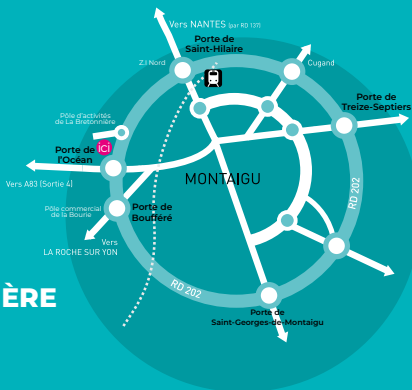 Vers NANTES (par RD 137)
Porte de
Saint-Hilaire
Z.I Nord
Cugand
Porte de
Treize-Septiers
Pôle d'activités
de La Bretonnière
ici
Porte de
l'Océan
Vers A83 (Sortie 4)
MONTAIGU
Pôle commercial
de la Bourie
Porte de
Boufféré
RD 202
Vers
LA ROCHE SUR YON
RD 202
ÈRE
Porte de
Saint-Georges-de-Montaigu